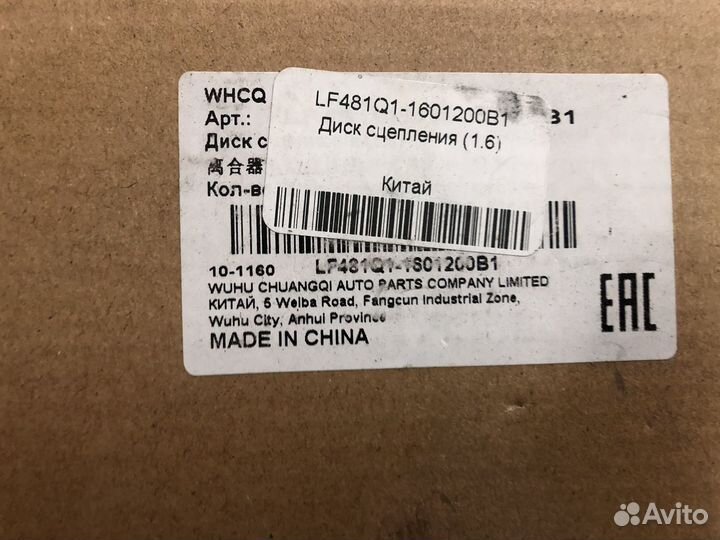 WHCQ
Арт.: B1
Диск с
离合器
Кол-во
LF481Q1-1601200B1
Диск сцепления (1.6)
Китай
10-1160 LF481Q1-1601200B1
WUHU CHUANGQI AUTO PARTS COMPANY LIMITED
КИТАЙ, 6 Weiba Road, Fangcun Industrial Zone,
Wuhu City, Anhui Province
MADE IN CHINA
EAC
Avito